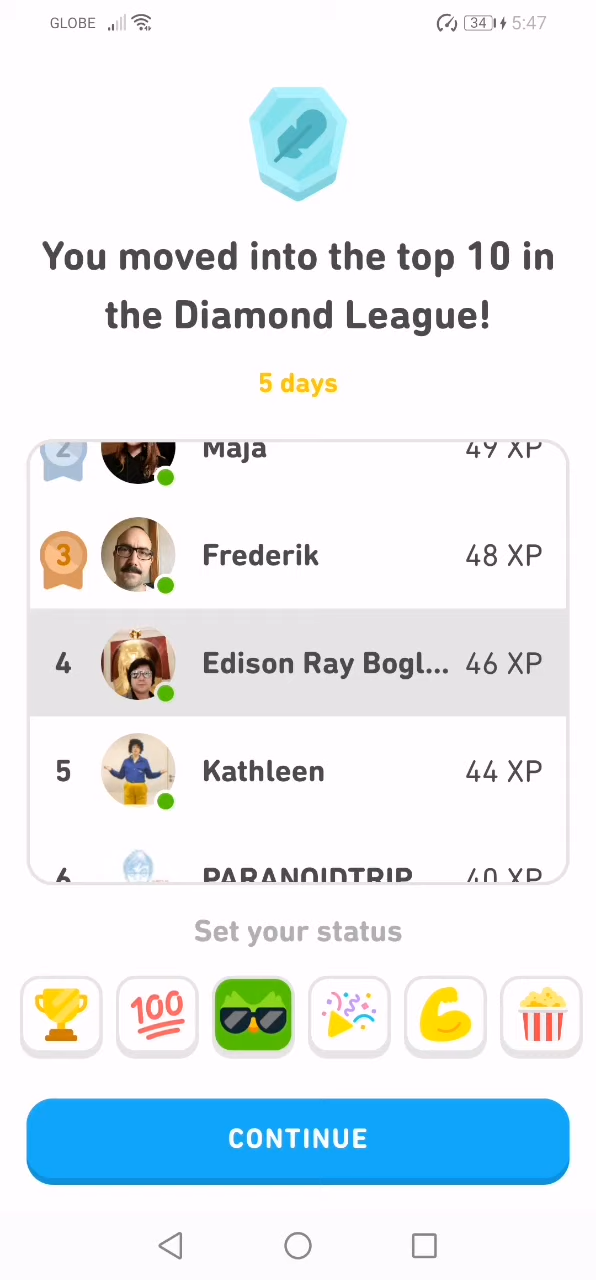 GLOBE 34 5:47
You moved into the top 10 in
the Diamond League!
5 days
2 Maja 49 XP
3 Frederik 48 XP
4 Edison Ray Bogl... 46 XP
5 Kathleen 44 XP
6 PARANOIDTRIP 40 XP
Set your status
100
CONTINUE